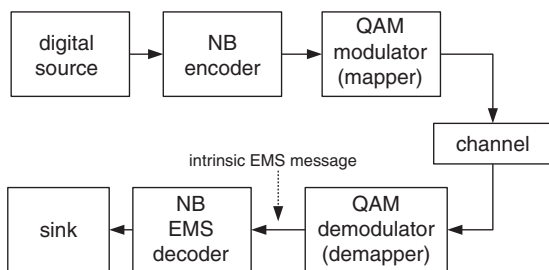 digital
source
NB
encoder
QAM
modulator
(mapper)
channel
intrinsic EMS message
sink
NB
EMS
decoder
QAM
demodulator
(demapper)